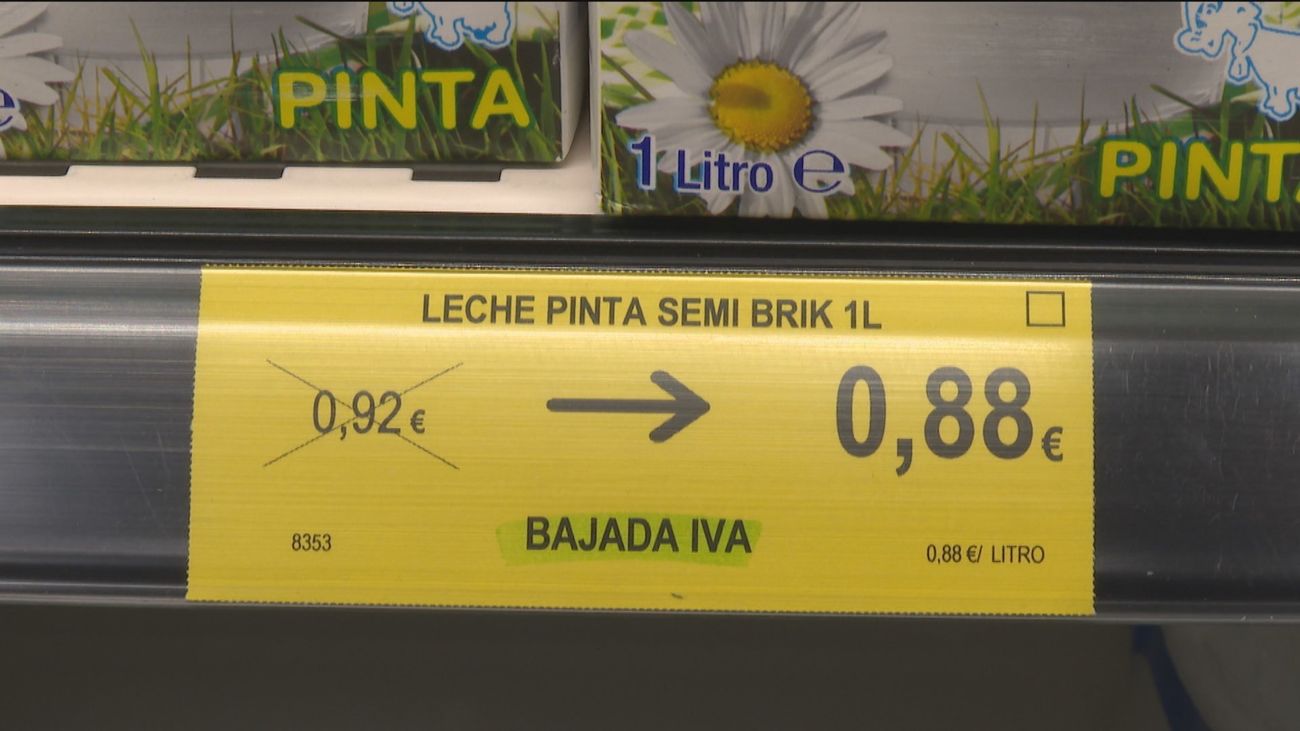 PINTA
1 Litro e
PINTA
LECHE PINTA SEMI BRIK 1L
0,92 €
0,88 €
BAJADA IVA
8353
0,88 €/ LITRO